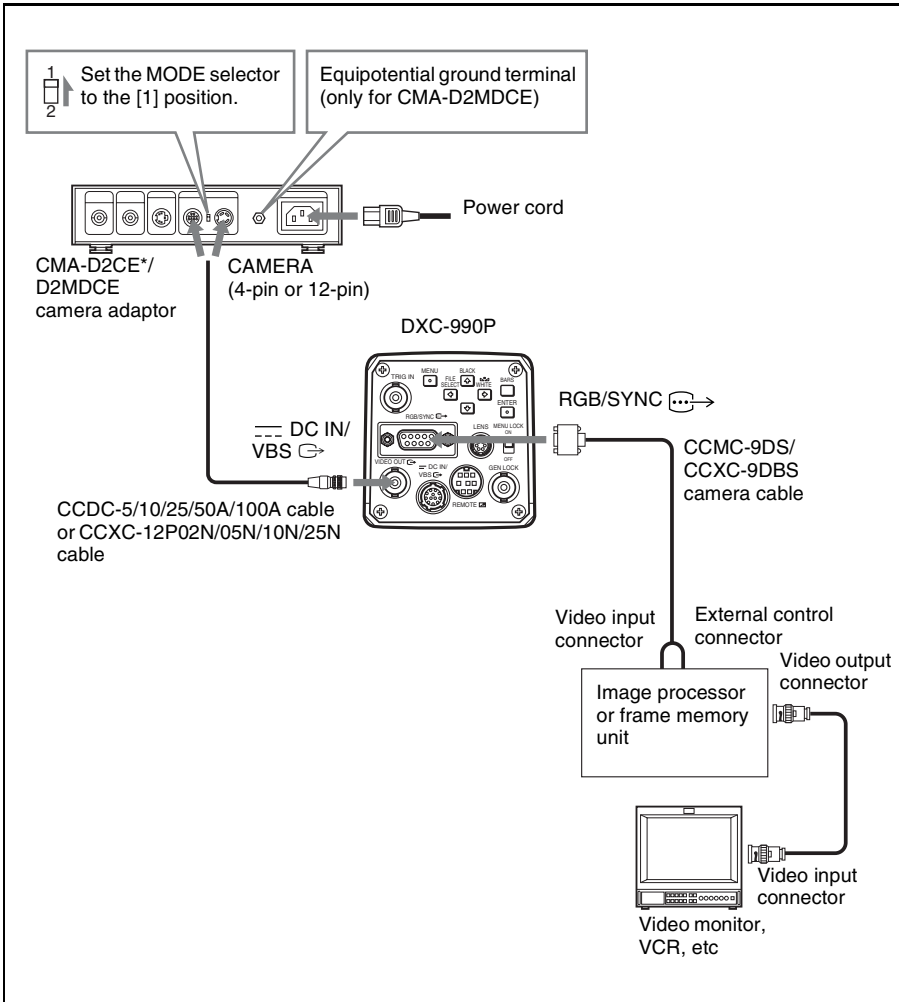 1
2
Set the MODE selector
to the [1] position.
Equipotential ground terminal
(only for CMA-D2MDCE)
Power cord
CMA-D2CE*/
D2MDCE
camera adaptor
CAMERA
(4-pin or 12-pin)
DXC-990P
TRIG IN
MENU
BLACK
FILE
SELECT
WHITE
BARS
ENTER
RGB/SYNC
LENS
MENU LOCK
ON
OFF
VIDEO OUT
DC IN/
VBS
GEN LOCK
REMOTE
DC IN/
VBS
RGB/SYNC
CCMC-9DS/
CCXC-9DBS
camera cable
CCDC-5/10/25/50A/100A cable
or CCXC-12P02N/05N/10N/25N
cable
Video input
connector
External control
connector
Video output
connector
Image processor
or frame memory
unit
Video input
connector
Video monitor,
VCR, etc